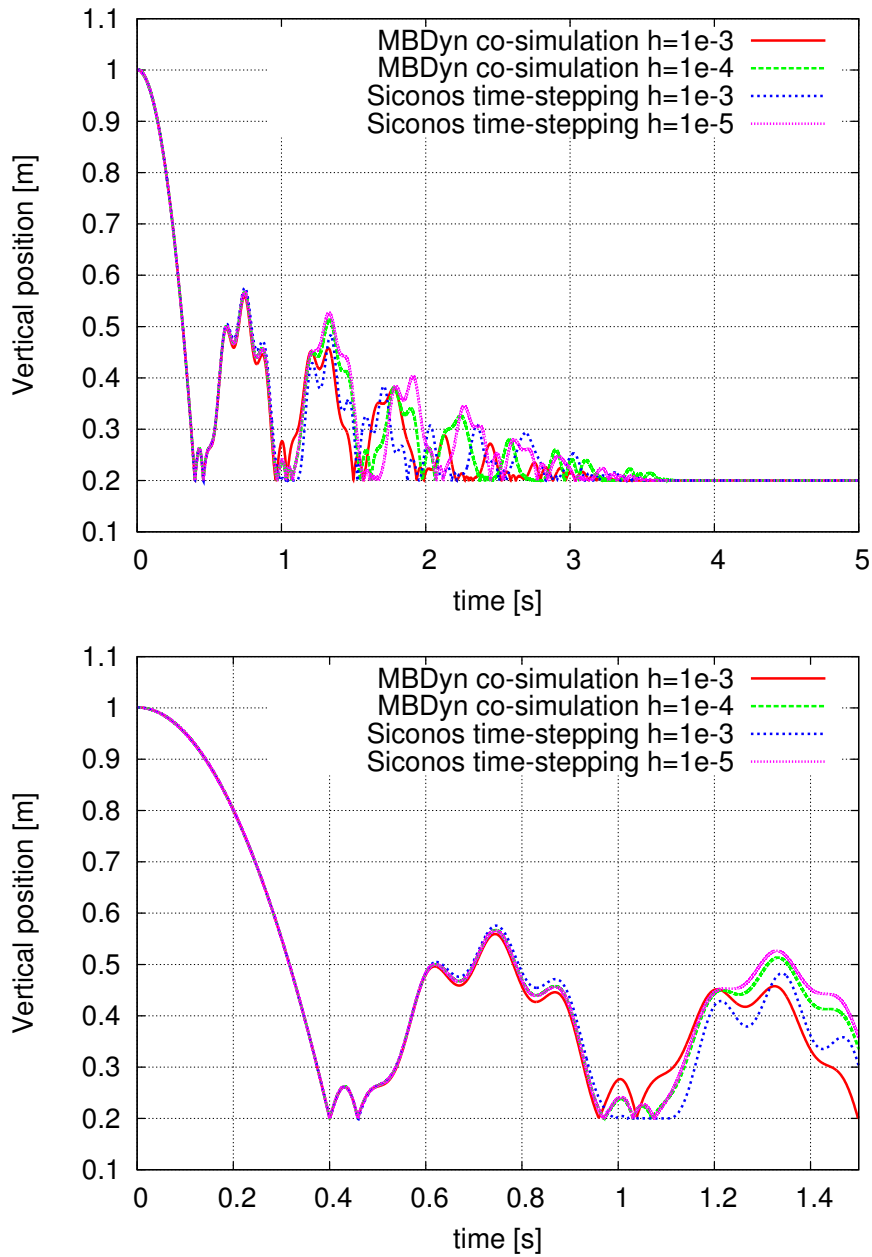 1.1
1
0.9
0.8
0.7
0.6
0.5
0.4
0.3
0.2
0.1
Vertical position [m]
MBDyn co-simulation h=1e-3
MBDyn co-simulation h=1e-4
Siconos time-stepping h=1e-3
Siconos time-stepping h=1e-5
0 1 2 3 4 5
time [s]
1.1
1
0.9
0.8
0.7
0.6
0.5
0.4
0.3
0.2
0.1
Vertical position [m]
MBDyn co-simulation h=1e-3
MBDyn co-simulation h=1e-4
Siconos time-stepping h=1e-3
Siconos time-stepping h=1e-5
0 0.2 0.4 0.6 0.8 1 1.2 1.4
time [s]